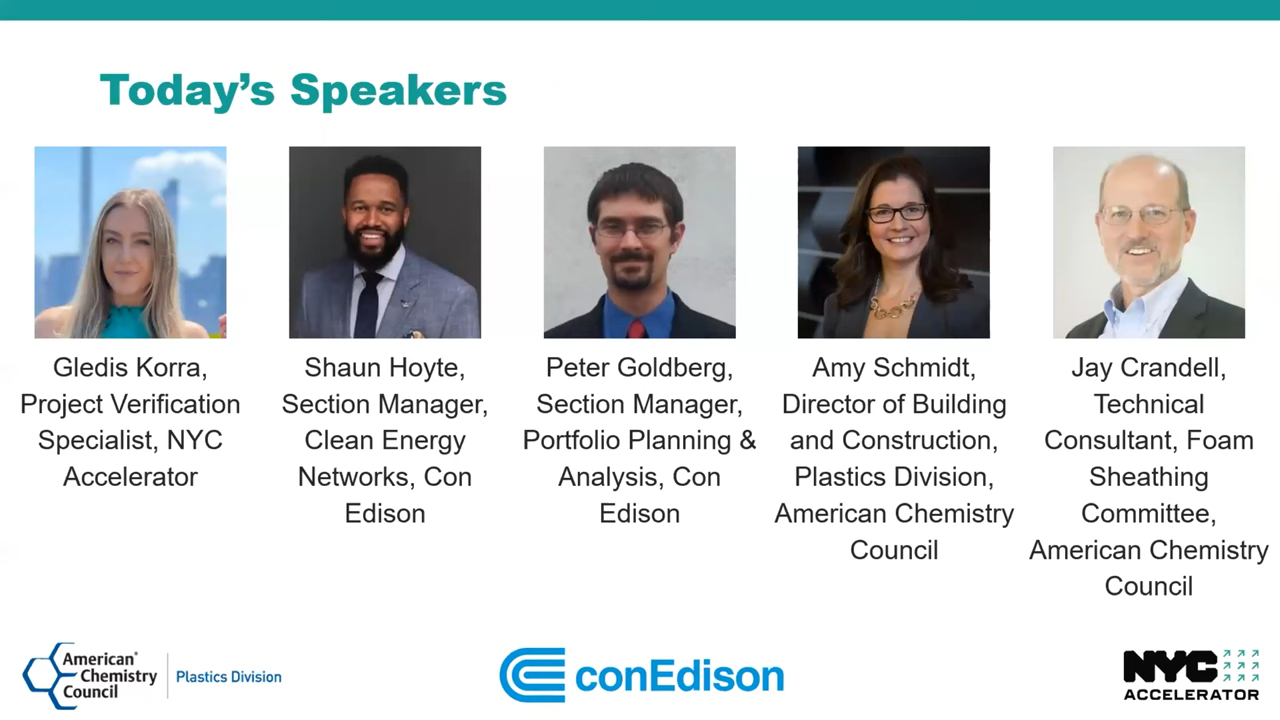 Today's Speakers
Gledis Korra,
Project Verification
Specialist, NYC
Accelerator
Shaun Hoyte,
Section Manager,
Clean Energy
Networks, Con
Edison
Peter Goldberg,
Section Manager,
Portfolio Planning &
Analysis, Con
Edison
Amy Schmidt,
Director of Building
and Construction,
Plastics Division,
American Chemistry
Council
Jay Crandell,
Technical
Consultant, Foam
Sheathing
Committee,
American Chemistry
Council
American®
Chemistry
Council
Plastics Division
conEdison
NYC
ACCELERATOR